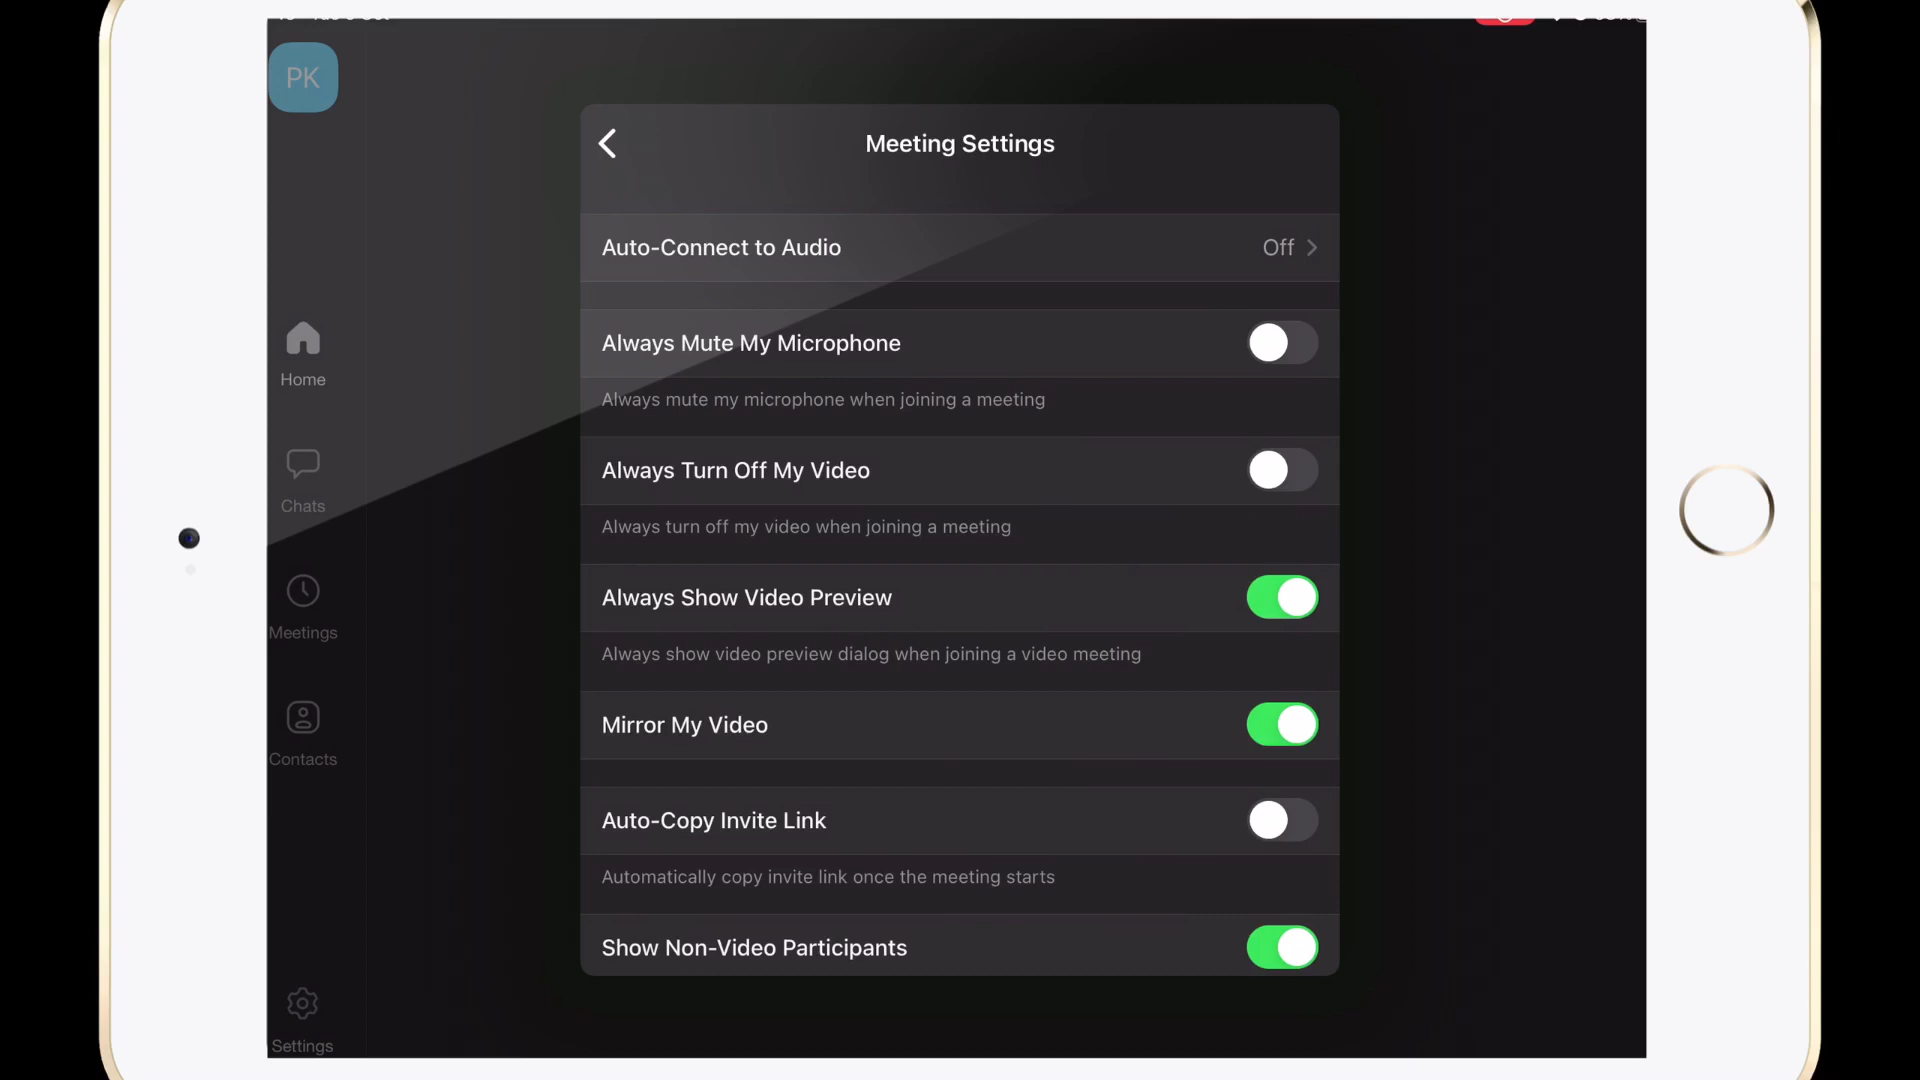 PK
Meeting Settings
Auto-Connect to Audio Off
Always Mute My Microphone
Home
Always mute my microphone when joining a meeting
Always Turn Off My Video
Chats
Always turn off my video when joining a meeting
Always Show Video Preview
Meetings
Always show video preview dialog when joining a video meeting
Mirror My Video
Contacts
Auto-Copy Invite Link
Automatically copy invite link once the meeting starts
Show Non-Video Participants
Settings